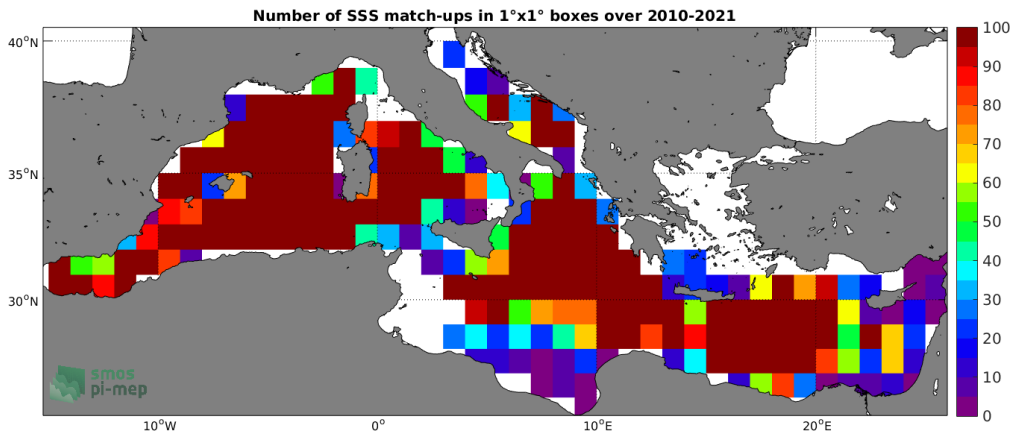 Number of SSS match-ups in 1°x1° boxes over 2010-2021
40°N
35°N
30°N
10°W
0°
10°E
20°E
100
90
80
70
60
50
40
30
20
10
0
smos
pi-mep